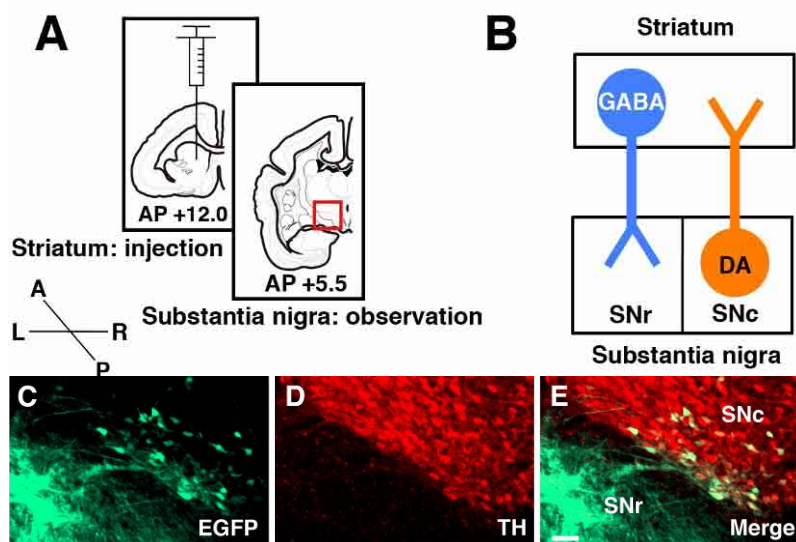 A
AP +12.0
Striatum: injection
AP +5.5
Substantia nigra: observation
A
L
R
P
B
Striatum
GABA
DA
SNr
SNc
Substantia nigra
C
EGFP
D
TH
E
SNc
SNr
Merge